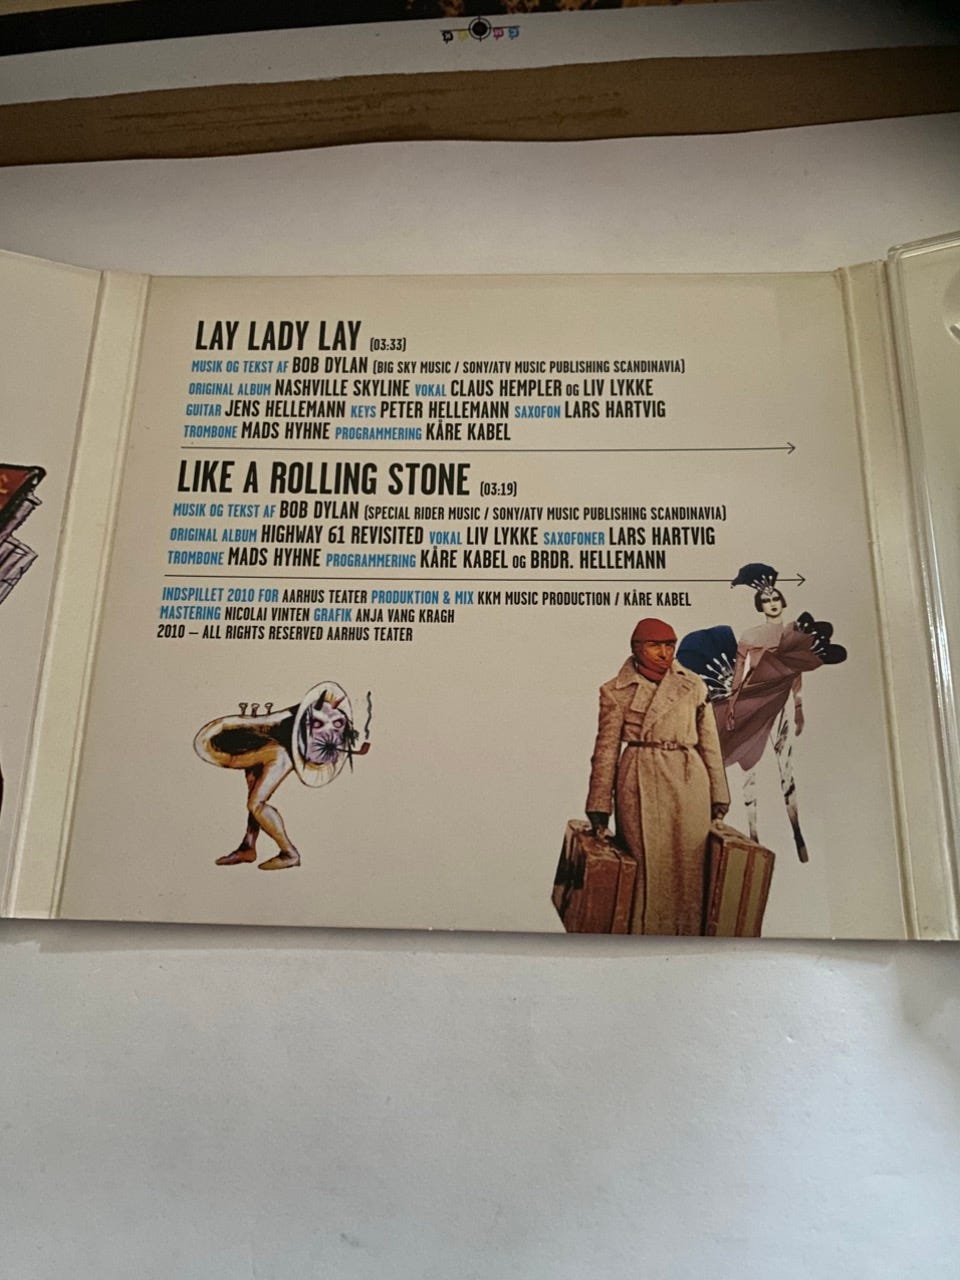 LAY LADY LAY (03:33)
MUSIK OG TEKST AF BOB DYLAN (BIG SKY MUSIC / SONY/ATV MUSIC PUBLISHING SCANDINAVIA)
ORIGINAL ALBUM NASHVILLE SKYLINE VOKAL CLAUS HEMPLER OG LIV LYKKE
GUITAR JENS HELLEMANN KEYS PETER HELLEMANN SAXOFON LARS HARTVIG
TROMBONE MADS HYHNE PROGRAMMERING KÅRE KABEL
LIKE A ROLLING STONE (03:19)
MUSIK OG TEKST AF BOB DYLAN (SPECIAL RIDER MUSIC / SONY/ATV MUSIC PUBLISHING SCANDINAVIA)
ORIGINAL ALBUM HIGHWAY 61 REVISITED VOKAL LIV LYKKE SAXOFONER LARS HARTVIG
TROMBONE MADS HYHNE PROGRAMMERING KÅRE KABEL OG BRDR. HELLEMANN
INDSPILLET 2010 FOR AARHUS TEATER PRODUKTION & MIX KKM MUSIC PRODUCTION / KÅRE KABEL
MASTERING NICOLAI VINTEN GRAFIK ANJA VANG KRAGH
2010 – ALL RIGHTS RESERVED AARHUS TEATER